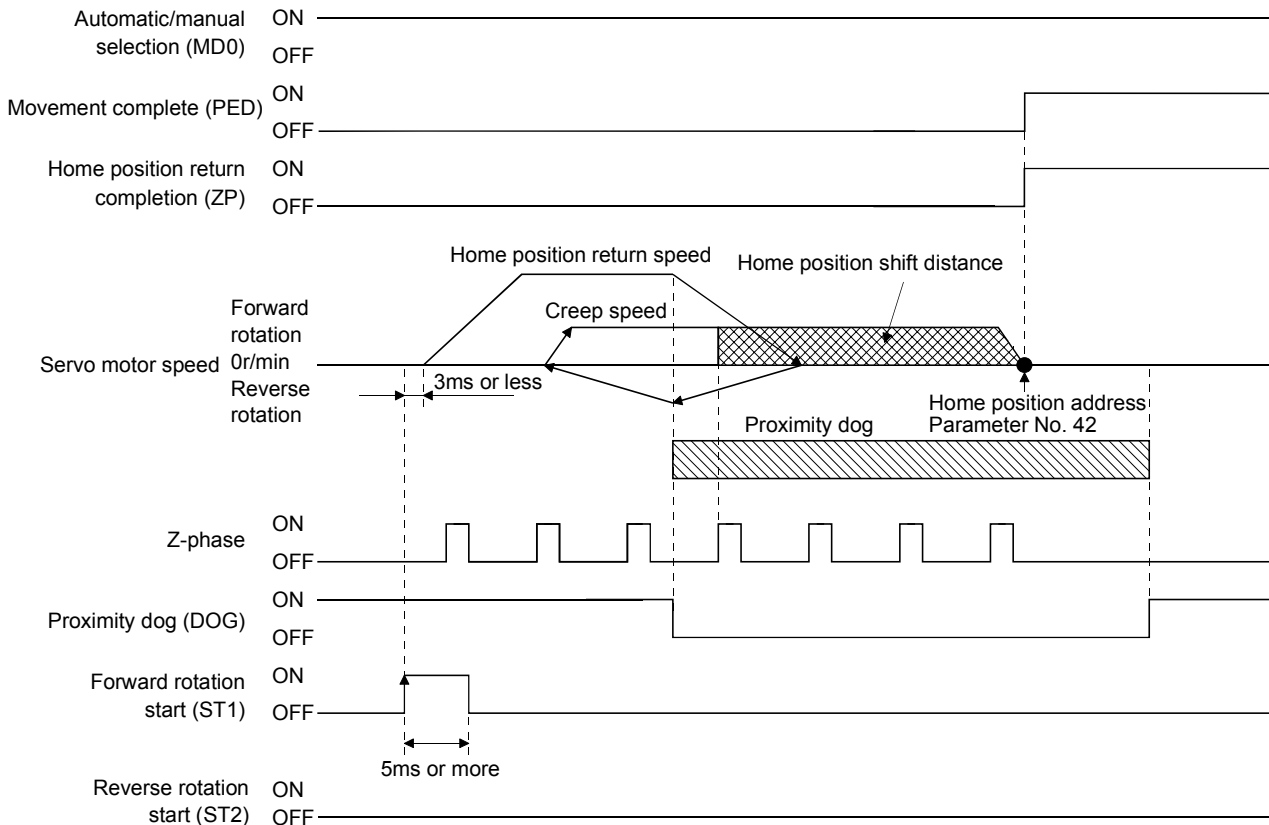 Automatic/manual
selection (MD0)
ON
OFF
Movement complete (PED)
ON
OFF
Home position return
completion (ZP)
ON
OFF
Home position return speed
Home position shift distance
Creep speed
Servo motor speed
Forward
rotation
0r/min
Reverse
rotation
3ms or less
Home position address
Parameter No. 42
Proximity dog
Z-phase
ON
OFF
Proximity dog (DOG)
ON
OFF
Forward rotation
start (ST1)
ON
OFF
5ms or more
Reverse rotation
start (ST2)
ON
OFF